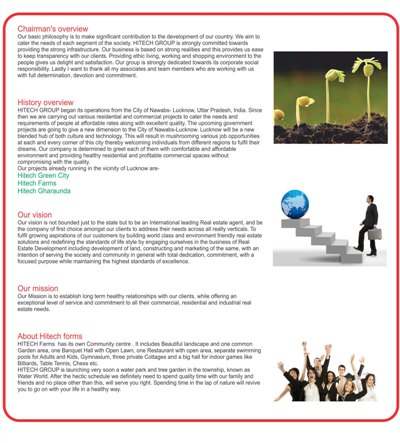 Chairman's overview
Our basic philosophy is to make significant contribution to the development of our country. We aim to
cater the needs of each segment of the society. HITECH GROUP is strongly committed towards
providing the strong infrastructure. Our business is based on strong realities and this provides us ease
to keep transparency with our clients. Providing ethic living, working and shopping environment to the
people gives us delight and satisfaction. Our group is strongly dedicated towards its corporate social
responsibility. Lastly I want to thank all my associates and team members who are working with us
with full determination, devotion and commitment.
History overview
HITECH GROUP began its operations from the City of Nawabs- Lucknow, Uttar Pradesh, India. Since
then we are carrying out various residential and commercial projects to cater the needs and
requirements of people at affordable rates along with excellent quality. The upcoming government
projects are going to give a new dimension to the City of Nawabs-Lucknow. Lucknow will be a new
blend hub of both culture and technology. This will result in mushrooming various job opportunities
at each and every corner of this city thereby welcoming individuals from different regions to fulfil their
dreams. Our company is determined to greet each of them with comfortable and affordable
environment and providing healthy residential and profitable commercial spaces without
compromising with the quality.
Our projects already running in the vicinity of Lucknow are-
Hitech Green City
Hitech Farms
Hitech Gharaunda
Our vision
Our vision is not bounded just to the state but to be an International leading Real estate agent, and be
the company of first choice amongst our clients to address their needs across all realty verticals. To
fulfil growing aspirations of our customers by building world class and environment friendly real estate
solutions and redefining the standards of life style by engaging ourselves in the business of Real
Estate Development including development of land, constructing and marketing of the same, with an
intention of serving the society and community in general with total dedication, commitment, with a
focused purpose while maintaining the highest standards of excellence.
Our mission
Our Mission is to establish long term healthy relationships with our clients, while offering an
exceptional level of service and commitment to all their commercial, residential and industrial real
estate needs.
About Hitech forms
HITECH Farms has its own Community centre . It includes Beautiful landscape and one common
Garden area, one Banquet Hall with Open Lawn, one Restaurant with open area, separate swimming
pools for Adults and Kids, Gymnasium, three private Cottages and a big hall for indoor games like
Billiards, Table Tennis, Chess etc.
HITECH GROUP is launching very soon a water park and tree garden in the township, known as
Water World. After the hectic schedule we definitely need to spend quality time with our family and
friends and no place other than this, will serve you right. Spending time in the lap of nature will revive
you to go on with your life in a healthy way.